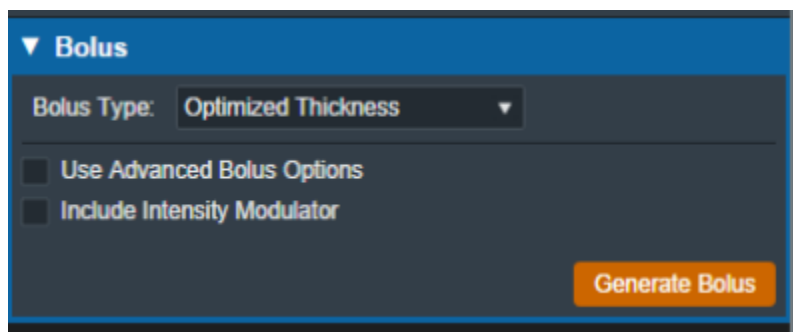 Bolus
Bolus Type: Optimized Thickness
Use Advanced Bolus Options
Include Intensity Modulator
Generate Bolus